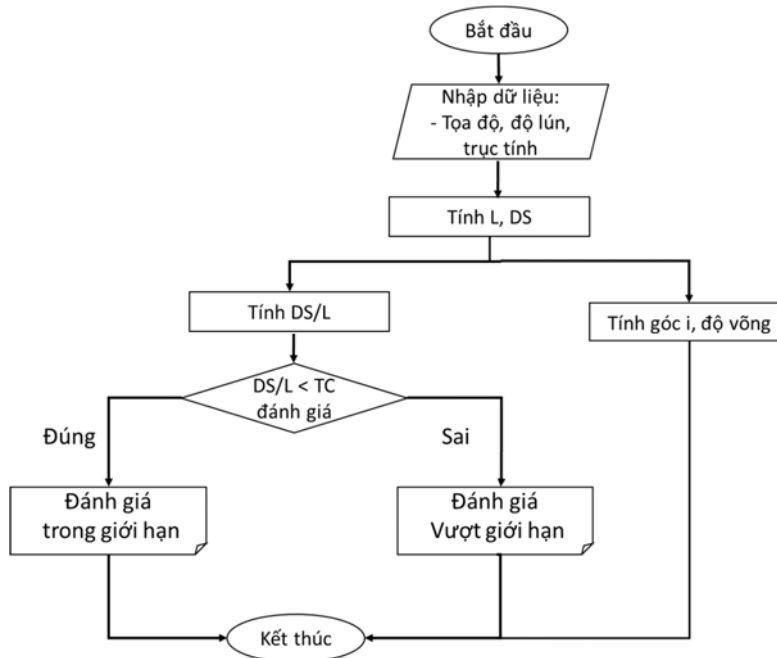 Bắt đầu
Nhập dữ liệu:
- Tọa độ, độ lún,
trục tính
Tính L, DS
Tính DS/L
Tính góc i, độ võng
DS/L < TC
đánh giá
Đúng
Sai
Đánh giá
trong giới hạn
Đánh giá
Vượt giới hạn
Kết thúc